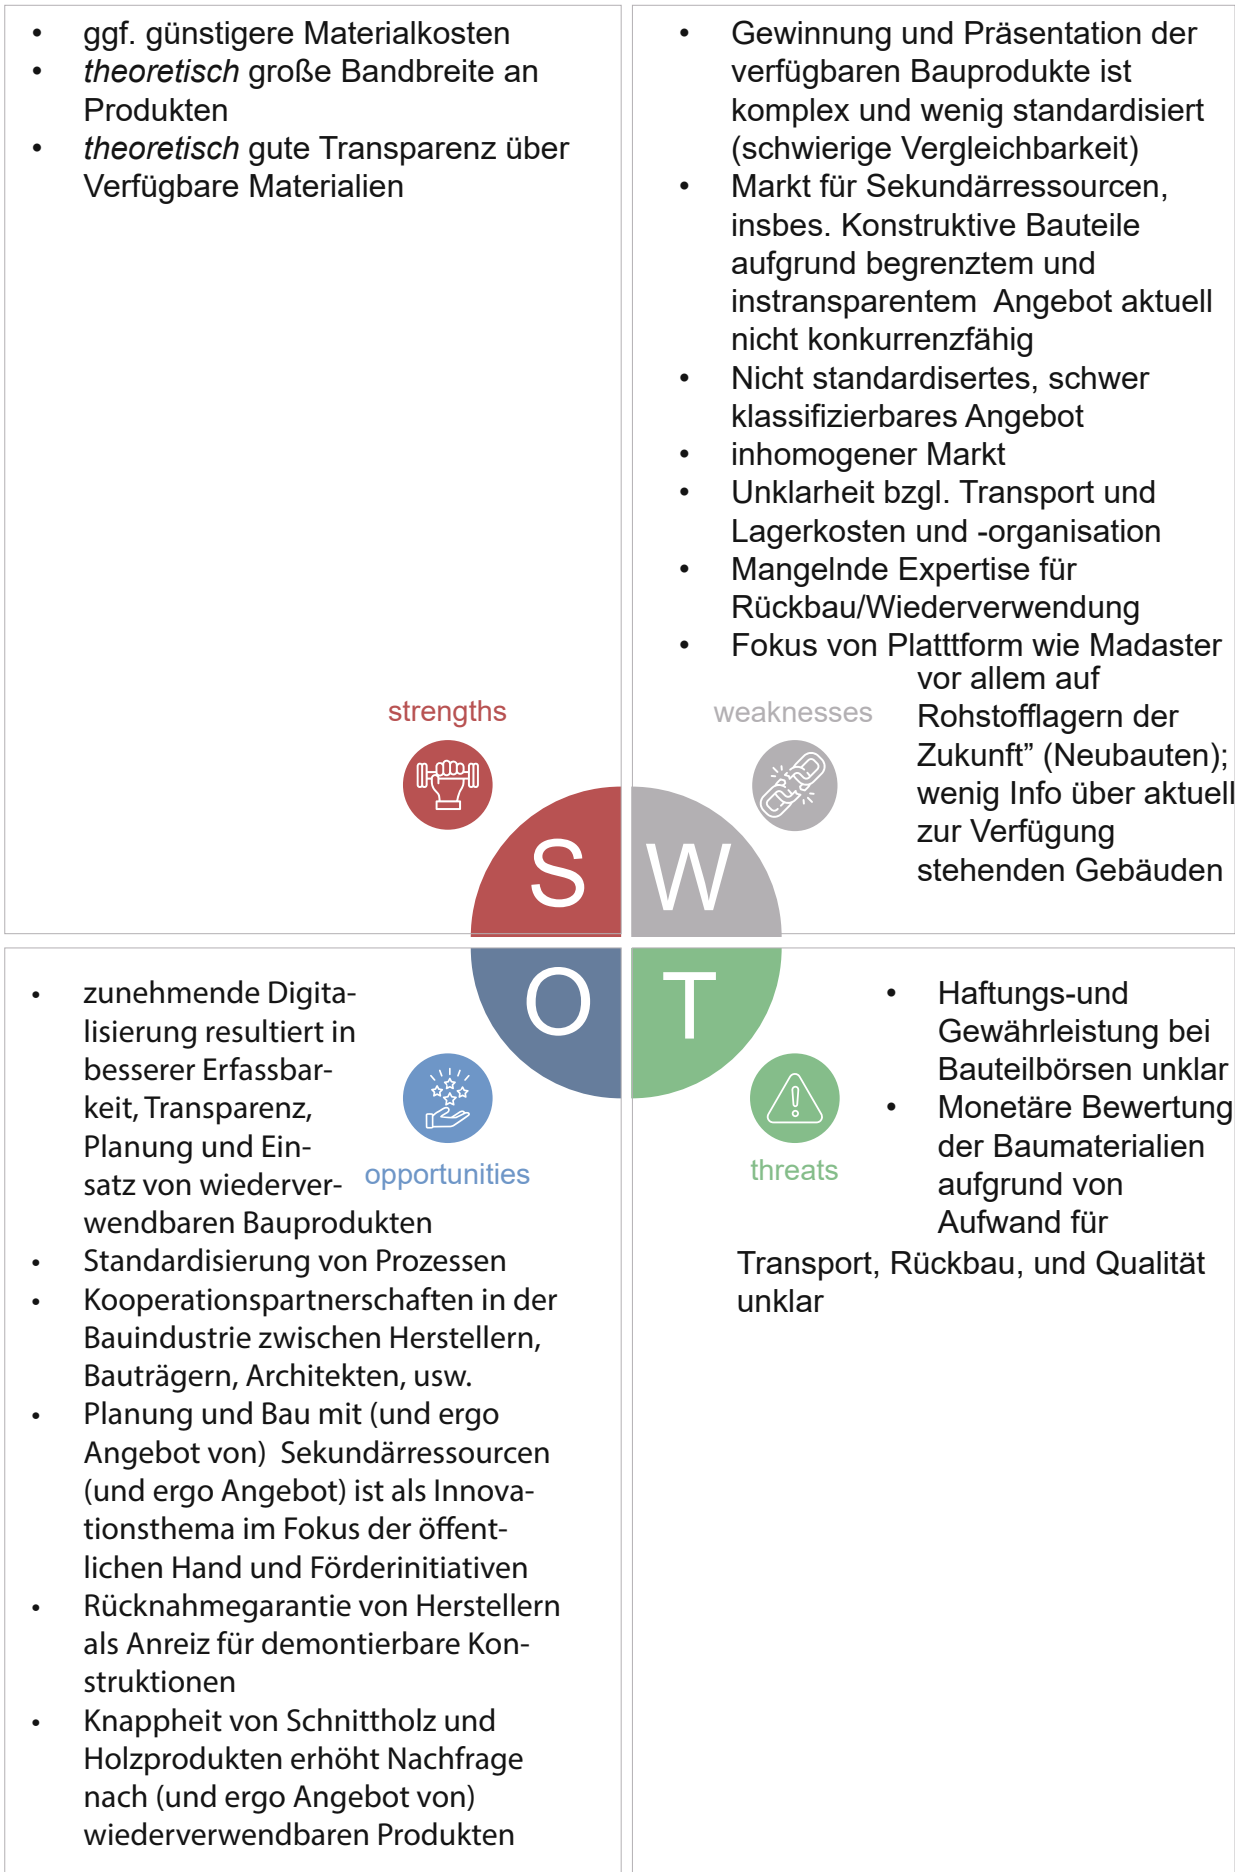 • ggf. günstigere Materialkosten
• theoretisch große Bandbreite an
Produkten
• theoretisch gute Transparenz über
Verfügbare Materialien
strengths
S
• Gewinnung und Präsentation der
verfügbaren Bauprodukte ist
komplex und wenig standardisiert
(schwierige Vergleichbarkeit)
• Markt für Sekundärressourcen,
insbes. Konstruktive Bauteile
aufgrund begrenztem und
instransparentem  Angebot aktuell
nicht konkurrenzfähig
• Nicht standardisertes, schwer
klassifizierbares Angebot
• inhomogener Markt
• Unklarheit bzgl. Transport und
Lagerkosten und -organisation
• Mangelnde Expertise für
Rückbau/Wiederverwendung
• Fokus von Platttform wie Madaster
vor allem auf
Rohstofflagern der
Zukunft” (Neubauten);
wenig Info über aktuell
zur Verfügung
stehenden Gebäuden
weaknesses
W
• zunehmende Digita-
lisierung resultiert in
besserer Erfassbar-
keit, Transparenz,
Planung und Ein-
satz von wiederver-
wendbaren Bauprodukten
• Standardisierung von Prozessen
• Kooperationspartnerschaften in der
Bauindustrie zwischen Herstellern,
Bauträgern, Architekten, usw.
• Planung und Bau mit (und ergo
Angebot von)  Sekundärressourcen
(und ergo Angebot) ist als Innova-
tionsthema im Fokus der öffent-
lichen Hand und Förderinitiativen
• Rücknahmegarantie von Herstellern
als Anreiz für demontierbare Kon-
struktionen
• Knappheit von Schnittholz und
Holzprodukten erhöht Nachfrage
nach (und ergo Angebot von)
wiederverwendbaren Produkten
O
opportunities
T
threats
• Haftungs-und
Gewährleistung bei
Bauteilbörsen unklar
• Monetäre Bewertung
der Baumaterialien
aufgrund von
Aufwand für
Transport, Rückbau, und Qualität
unklar